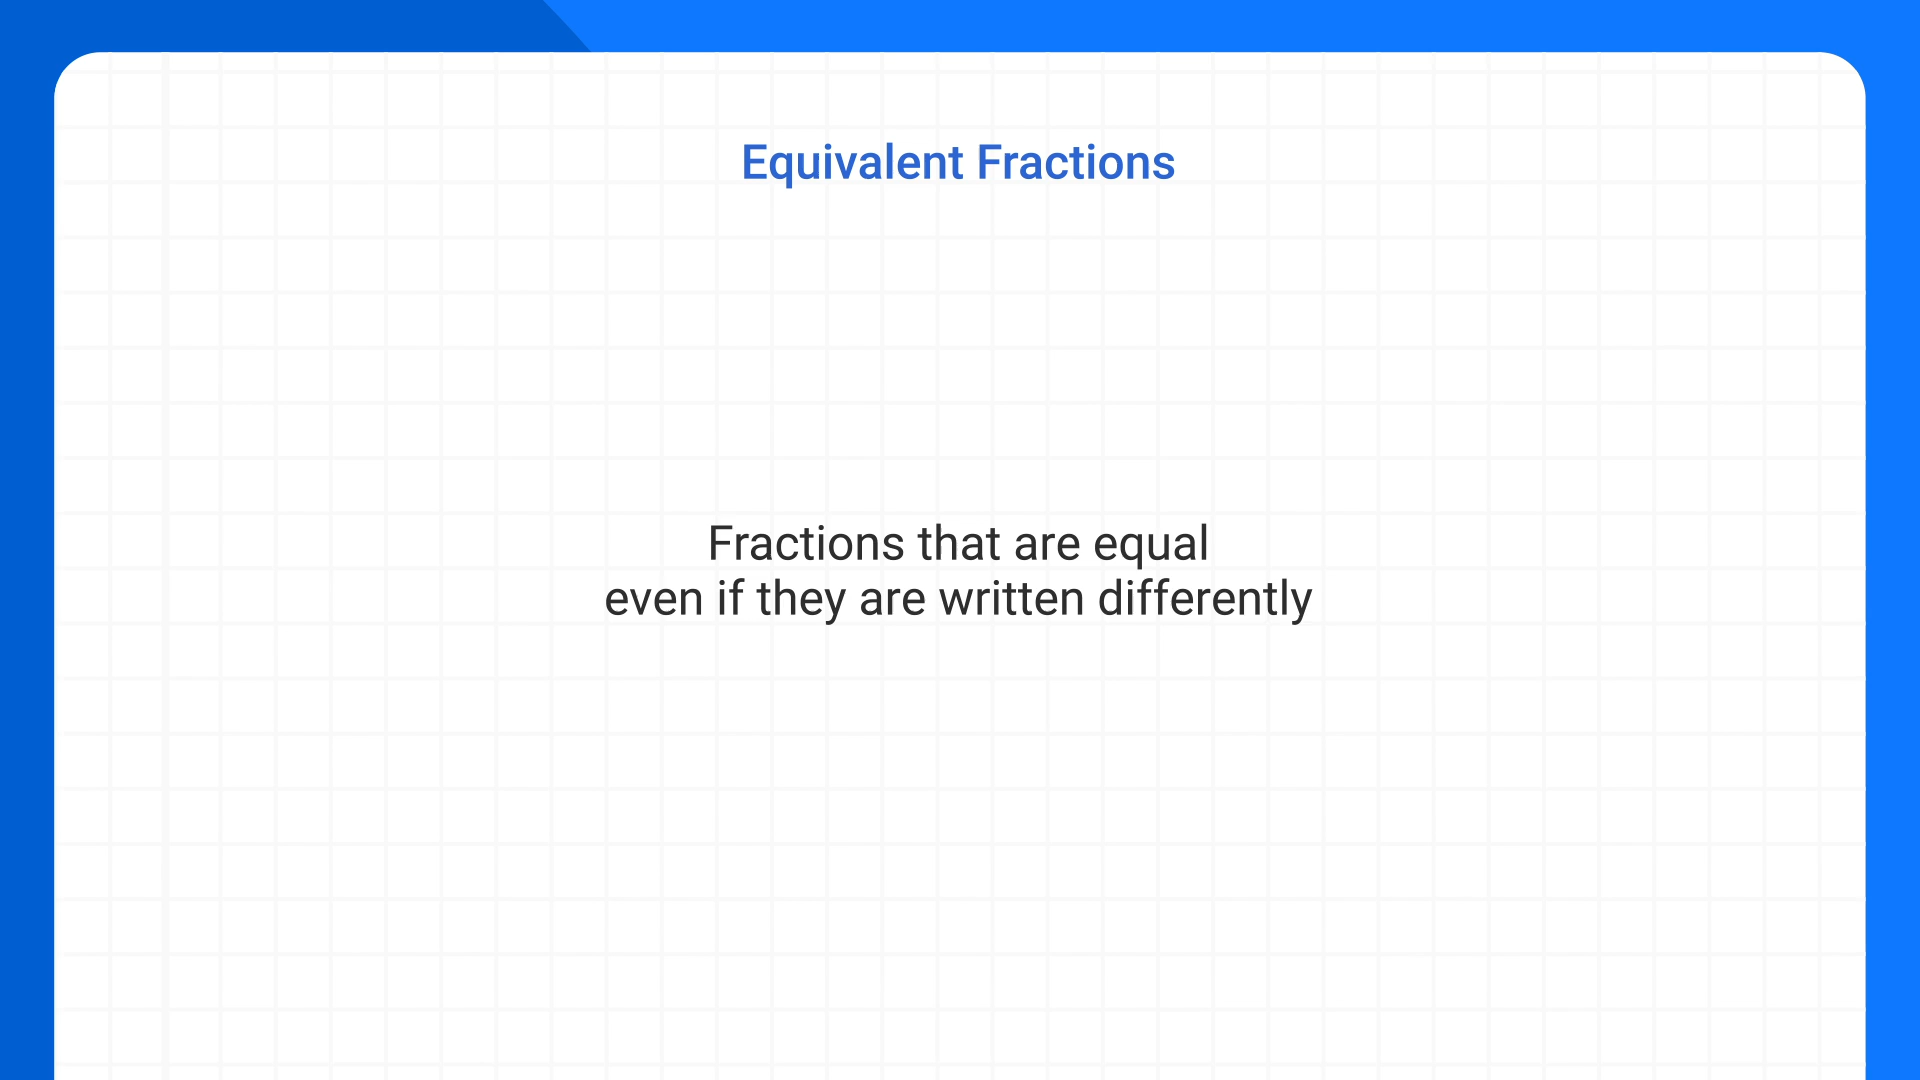 Equivalent Fractions
Fractions that are equal
even if they are written differently